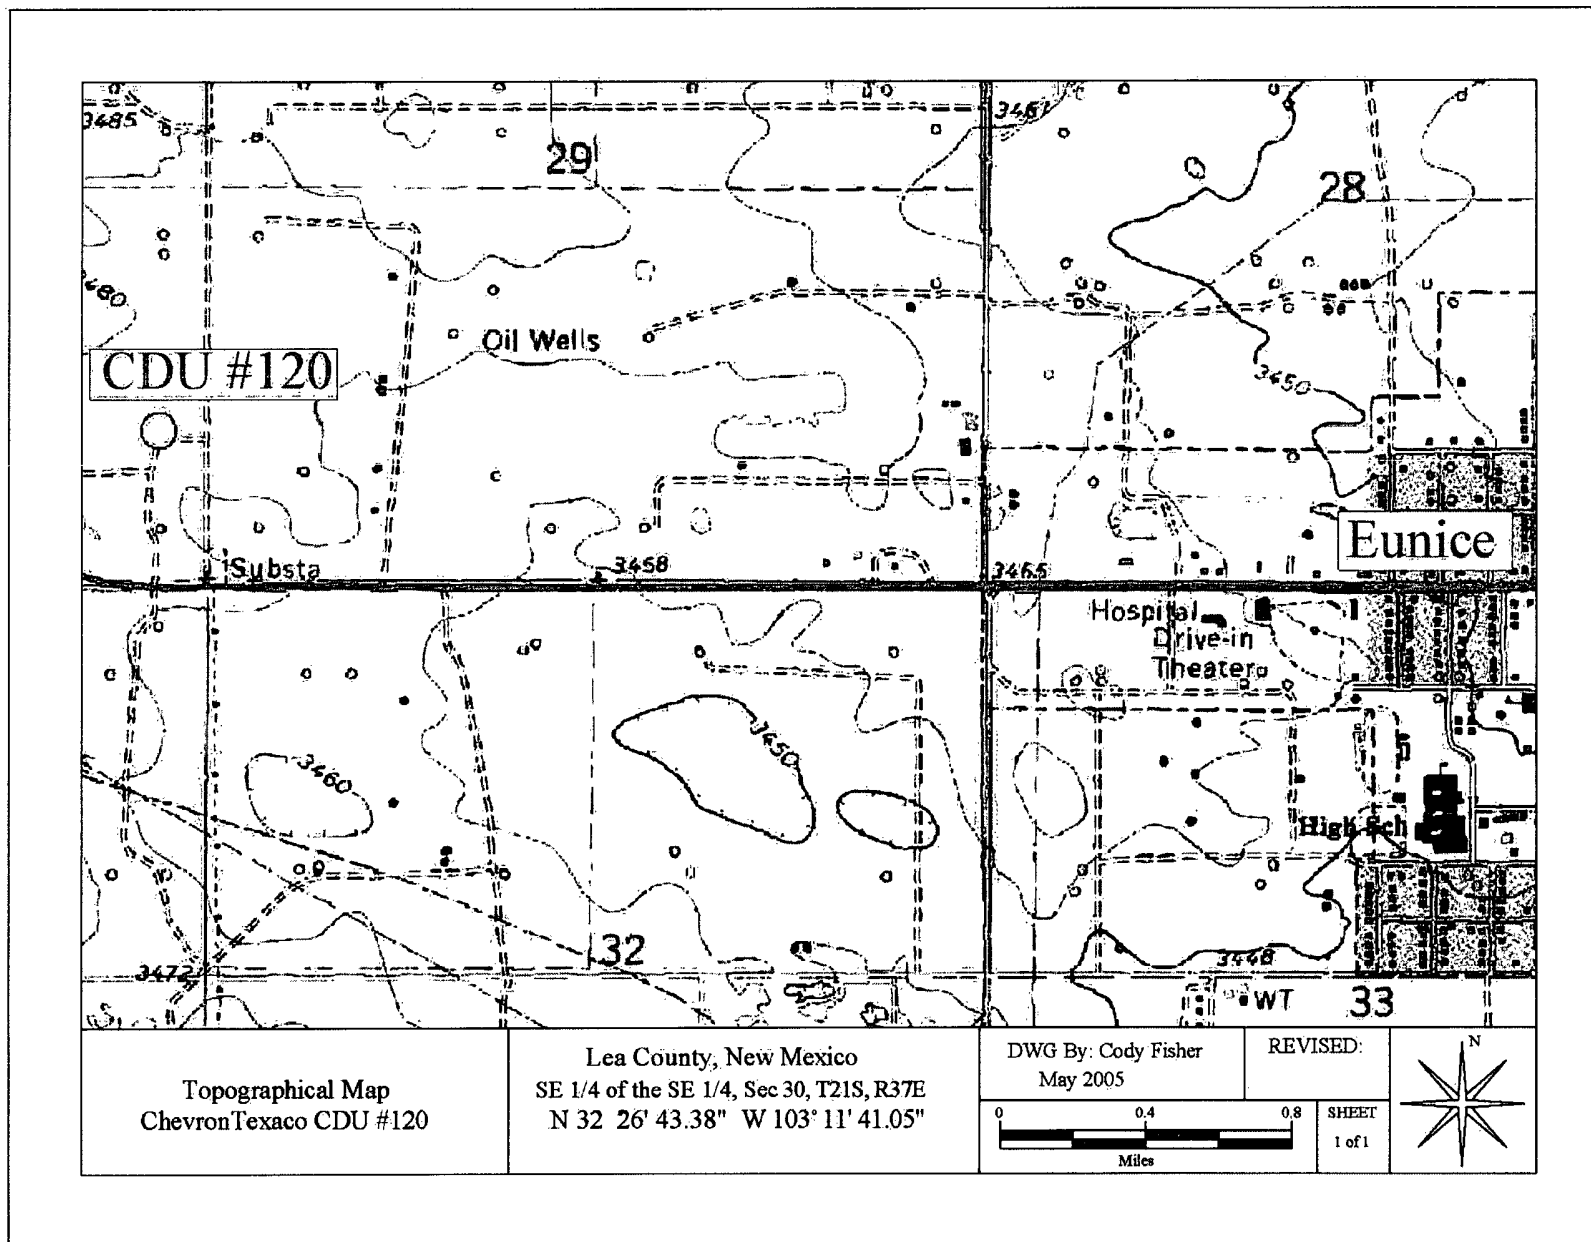 3485
3461
29
28
3480
Oil Wells
CDU #120
3450
Eunice
Substa
3458
3465
Hospital
Drive-in
Theater
3450
3460
High Sch
32
3472
3448
WT
33
Topographical Map
ChevronTexaco CDU #120
Lea County, New Mexico
SE 1/4 of the SE 1/4, Sec 30, T21S, R37E
N 32 26' 43.38" W 103° 11' 41.05"
DWG By: Cody Fisher
May 2005
REVISED:
0 0.4 0.8
Miles
SHEET
1 of 1
N